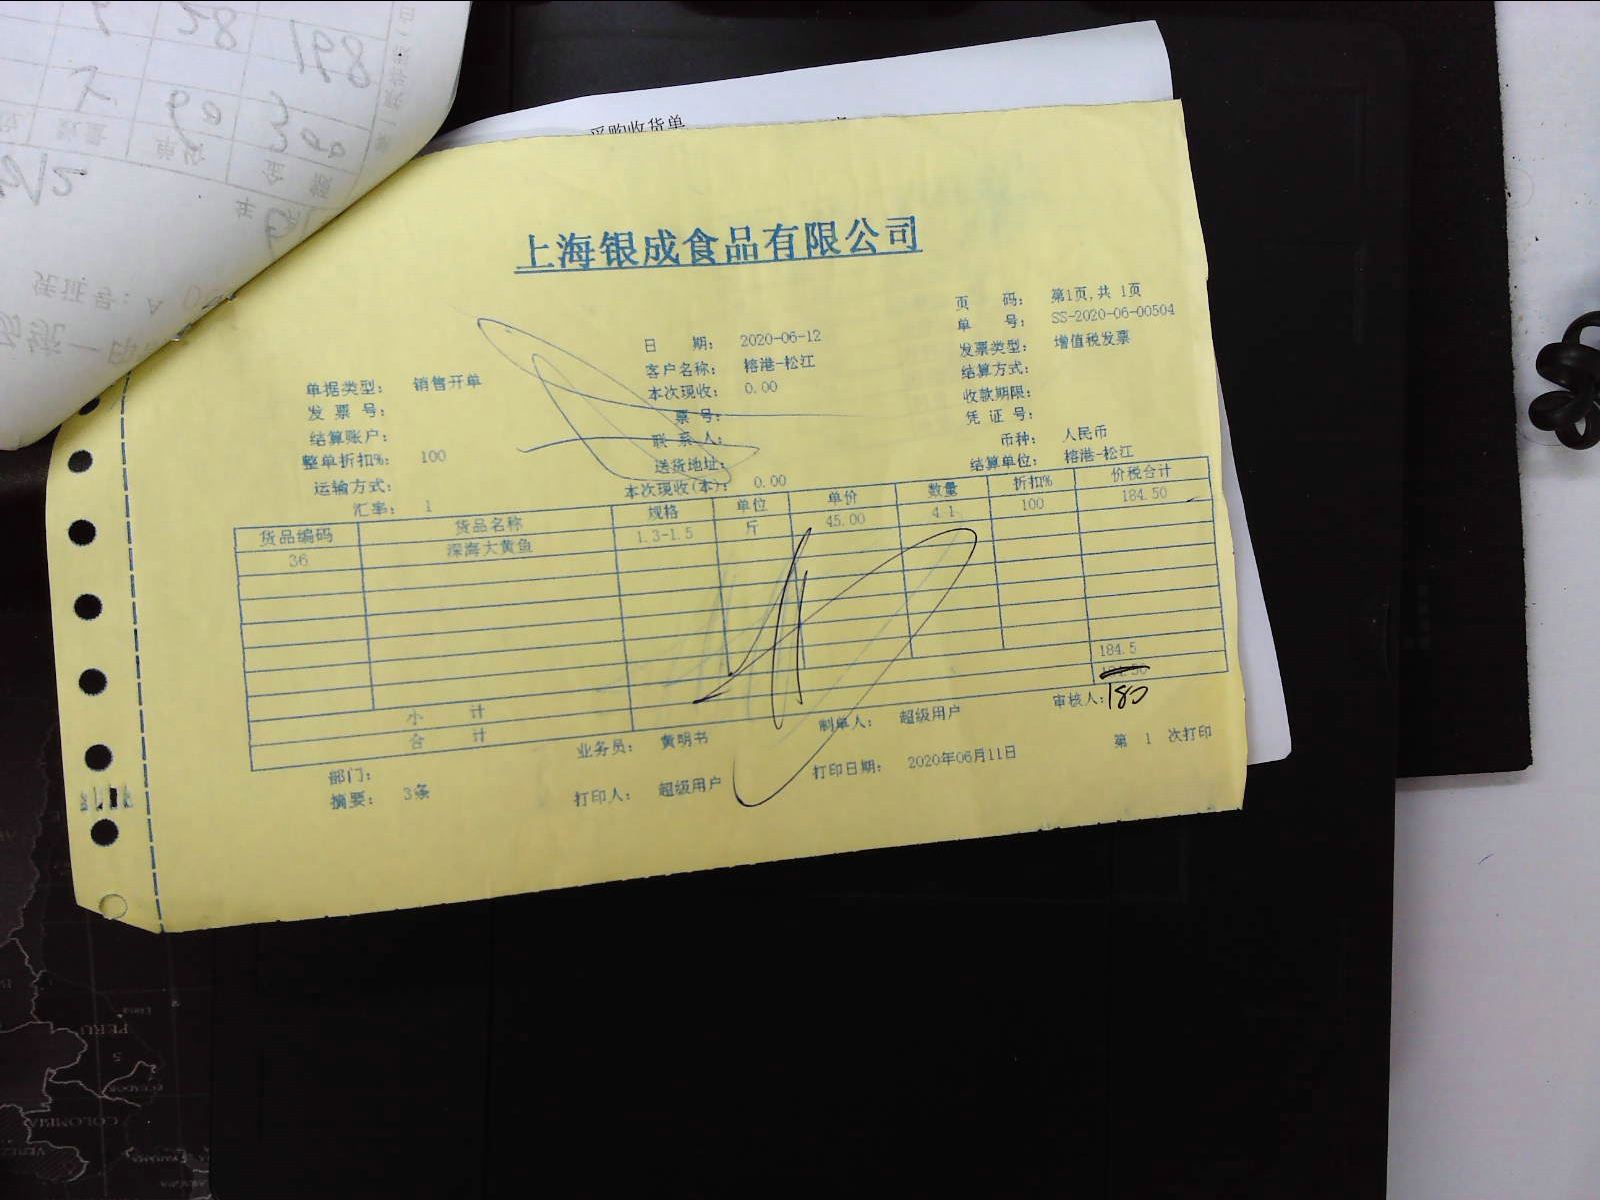 采购收货单
上海银成食品有限公司
页 码: 第1页,共 1页
单 号: SS-2020-06-00504
日 期: 2020-06-12
发票类型: 增值税发票
客户名称: 榕港-松江
结算方式:
单据类型: 销售开单
本次现收: 0.00
收款期限:
发 票 号:
票号:
凭 证 号:
结算账户:
联 系 人:
币种: 人民币
整单折扣%: 100
送货地址:
结算单位: 榕港-松江
运输方式:
本次现收(本): 0.00
汇率: 1
货品编码 货品名称 规格 单位 单价 数量 折扣% 价税合计
36 深海大黄鱼 1.3-1.5 斤 45.00 4.1 100 184.50
小 计 184.5
合 计 184.50
180
部门: 业务员: 黄明书 制单人: 超级用户 审核人:
摘要: 3条 打印人: 超级用户 打印日期: 2020年06月11日 第 1 次打印
198
28
30
90
PERU
COLOMBIA